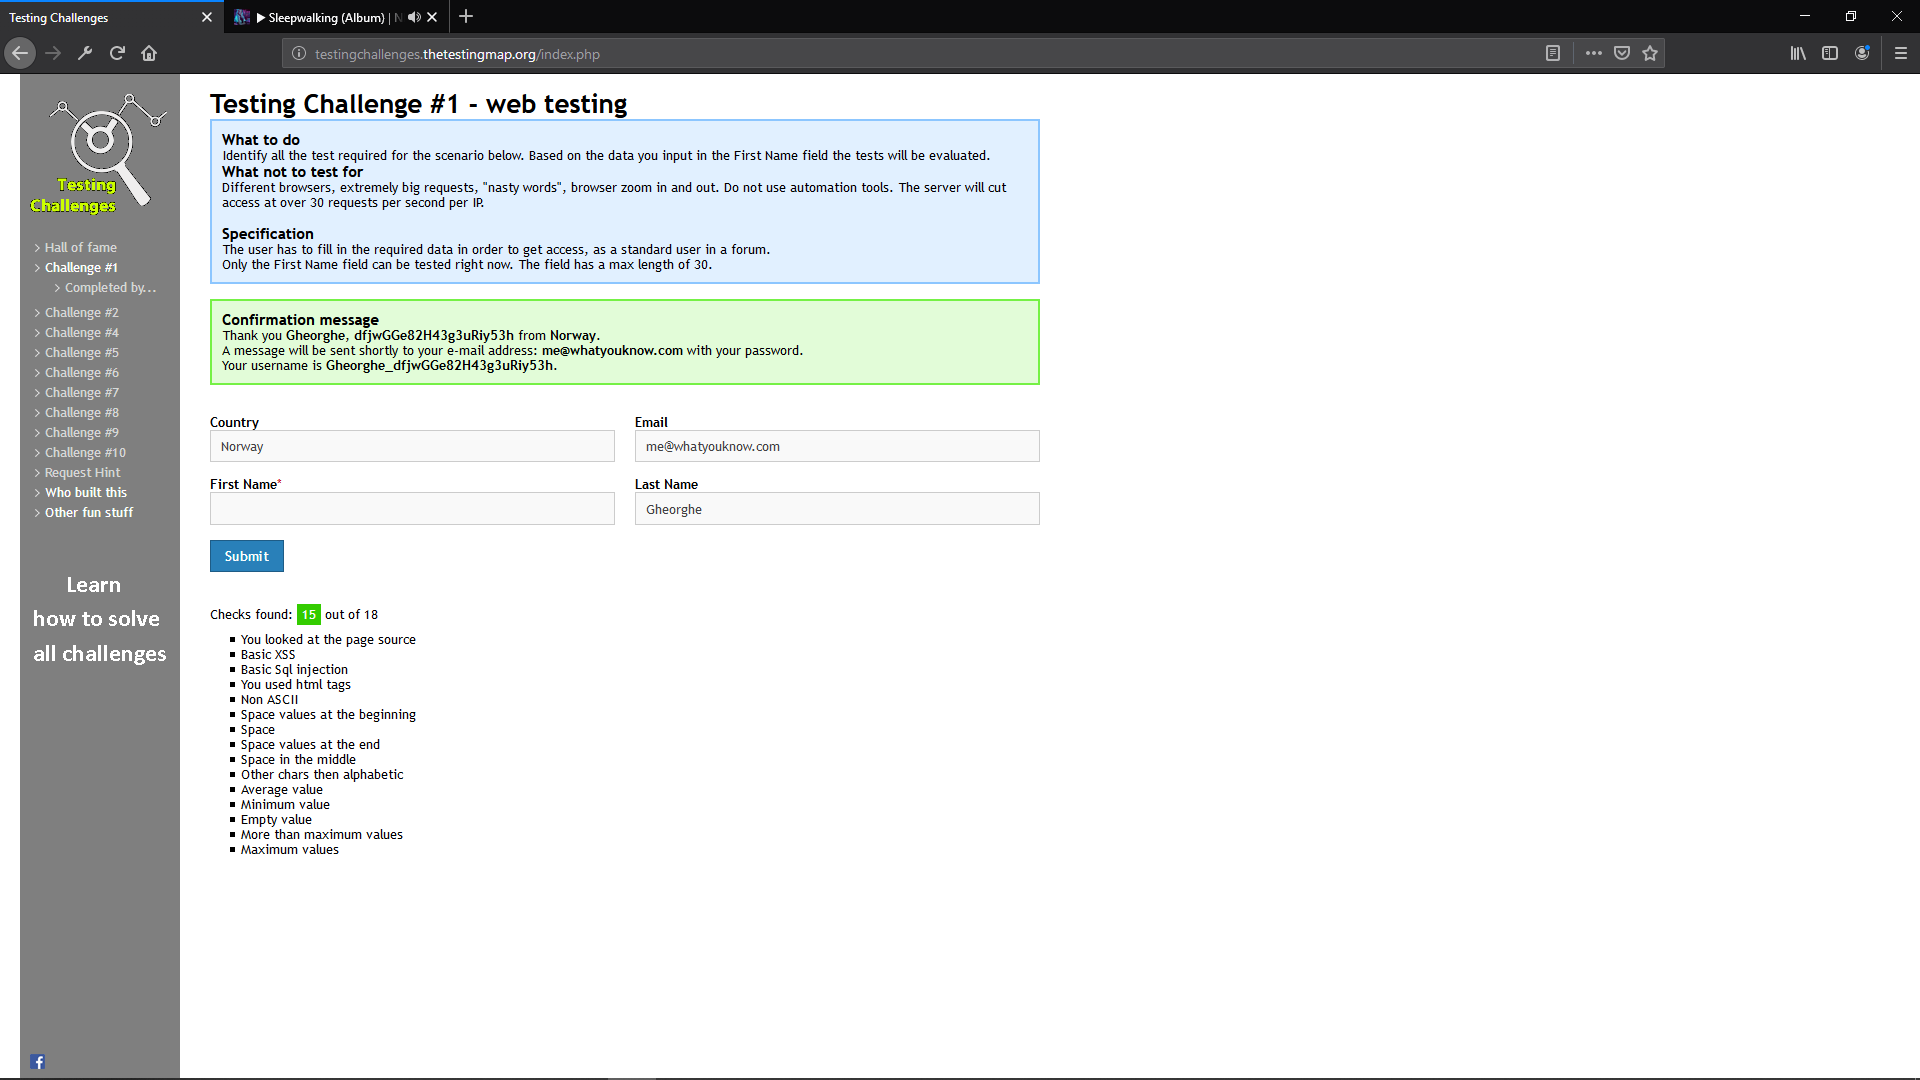 Testing Challenges
Sleepwalking (Album) | N
testingchallenges.thetestingmap.org/index.php
Testing
Challenges
Hall of fame
Challenge #1
Completed by...
Challenge #2
Challenge #4
Challenge #5
Challenge #6
Challenge #7
Challenge #8
Challenge #9
Challenge #10
Request Hint
Who built this
Other fun stuff
Learn
how to solve
all challenges
Testing Challenge #1 - web testing
What to do
Identify all the test required for the scenario below. Based on the data you input in the First Name field the tests will be evaluated.
What not to test for
Different browsers, extremely big requests, "nasty words", browser zoom in and out. Do not use automation tools. The server will cut
access at over 30 requests per second per IP.
Specification
The user has to fill in the required data in order to get access, as a standard user in a forum.
Only the First Name field can be tested right now. The field has a max length of 30.
Confirmation message
Thank you Gheorghe, dfjwGGe82H43g3uRiy53h from Norway.
A message will be sent shortly to your e-mail address: me@whatyouknow.com with your password.
Your username is Gheorghe_dfjwGGe82H43g3uRiy53h.
Country
Norway
Email
me@whatyouknow.com
First Name*
Last Name
Gheorghe
Submit
Checks found: 15 out of 18
You looked at the page source
Basic XSS
Basic Sql injection
You used html tags
Non ASCII
Space values at the beginning
Space
Space values at the end
Space in the middle
Other chars then alphabetic
Average value
Minimum value
Empty value
More than maximum values
Maximum values